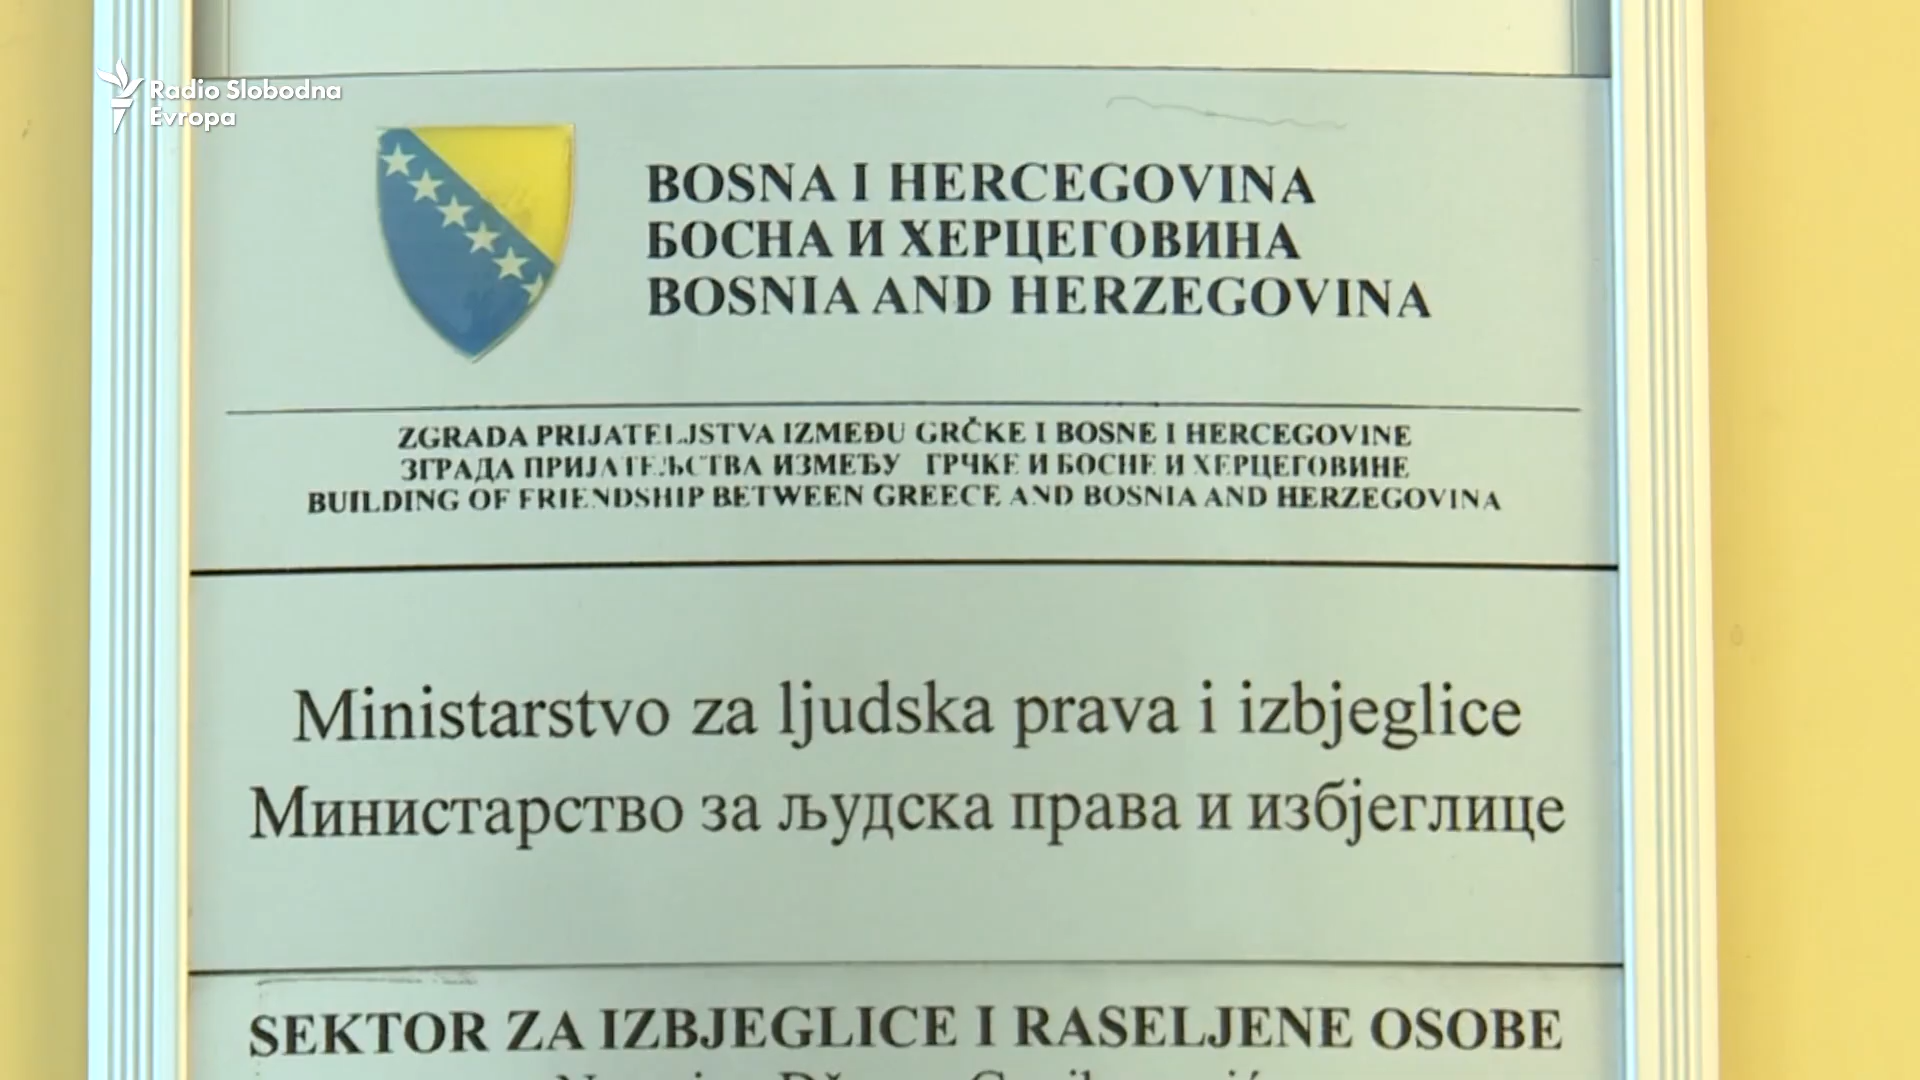 Radio Slobodna
Evropa
BOSNA I HERCEGOVINA
БОСНА И ХЕРЦЕГОВИНА
BOSNIA AND HERZEGOVINA
ZGRADA PRIJATELJSTVA IZMEĐU GRČKE I BOSNE I HERCEGOVINE
ЗГРАДА ПРИЈАТЕЉСТВА ИЗМЕЂУ ГРЧКЕ И БОСНЕ И ХЕРЦЕГОВИНЕ
BUILDING OF FRIENDSHIP BETWEEN GREECE AND BOSNIA AND HERZEGOVINA
Ministarstvo za ljudska prava i izbjeglice
Министарство за људска права и избјеглице
SEKTOR ZA IZBJEGLICE I RASELJENE OSOBE